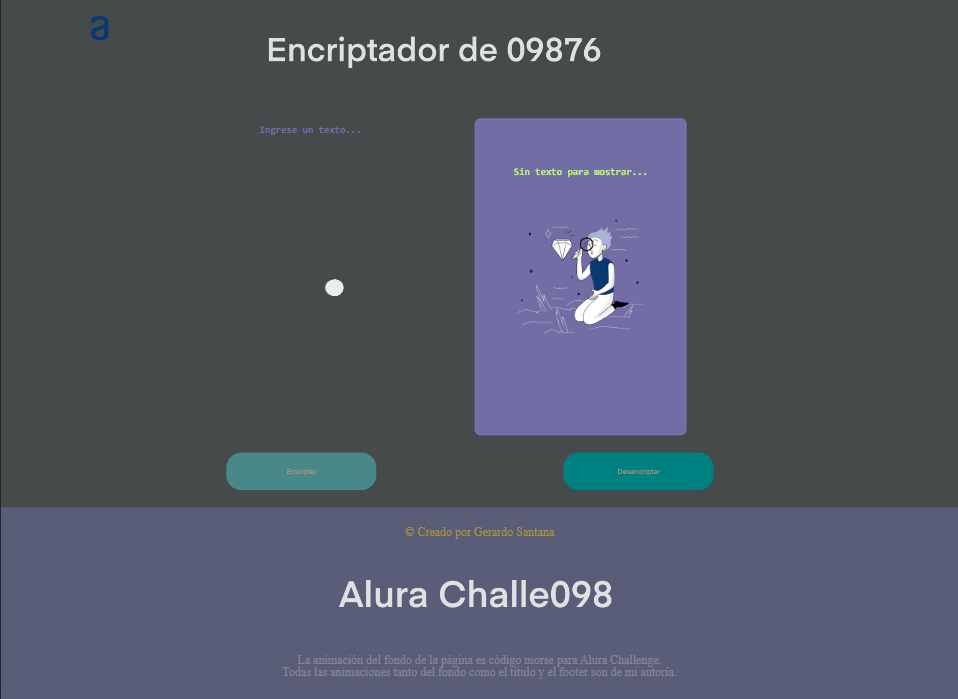 a
Encriptador de 09876
Ingrese un texto...
Sin texto para mostrar...
Encriptar
Desencriptar
© Creado por Gerardo Santana
Alura Challe098
La animación del fondo de la página es código morse para Alura Challenge.
Todas las animaciones tanto del fondo como el titulo y el footer son de mi autoría.